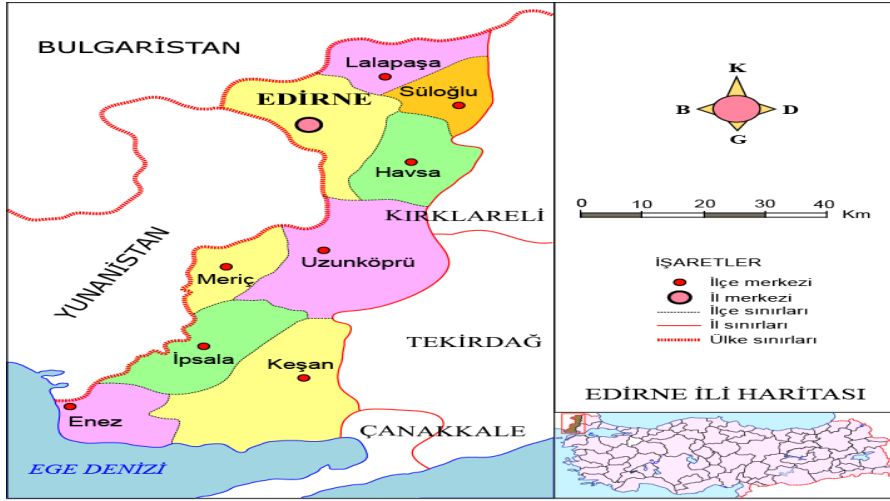 BULGARİSTAN
Lalapaşa
EDİRNE
Süloğlu
Havsa
KIRKLARELİ
YUNANİSTAN
Meriç
Uzunköprü
İpsala
Keşan
TEKİRDAĞ
Enez
ÇANAKKALE
EGE DENİZİ
K
B D
G
0 10 20 30 40 Km
İŞARETLER
İlçe merkezi
İl merkezi
İlçe sınırları
İl sınırları
Ülke sınırları
EDİRNE İLİ HARİTASI